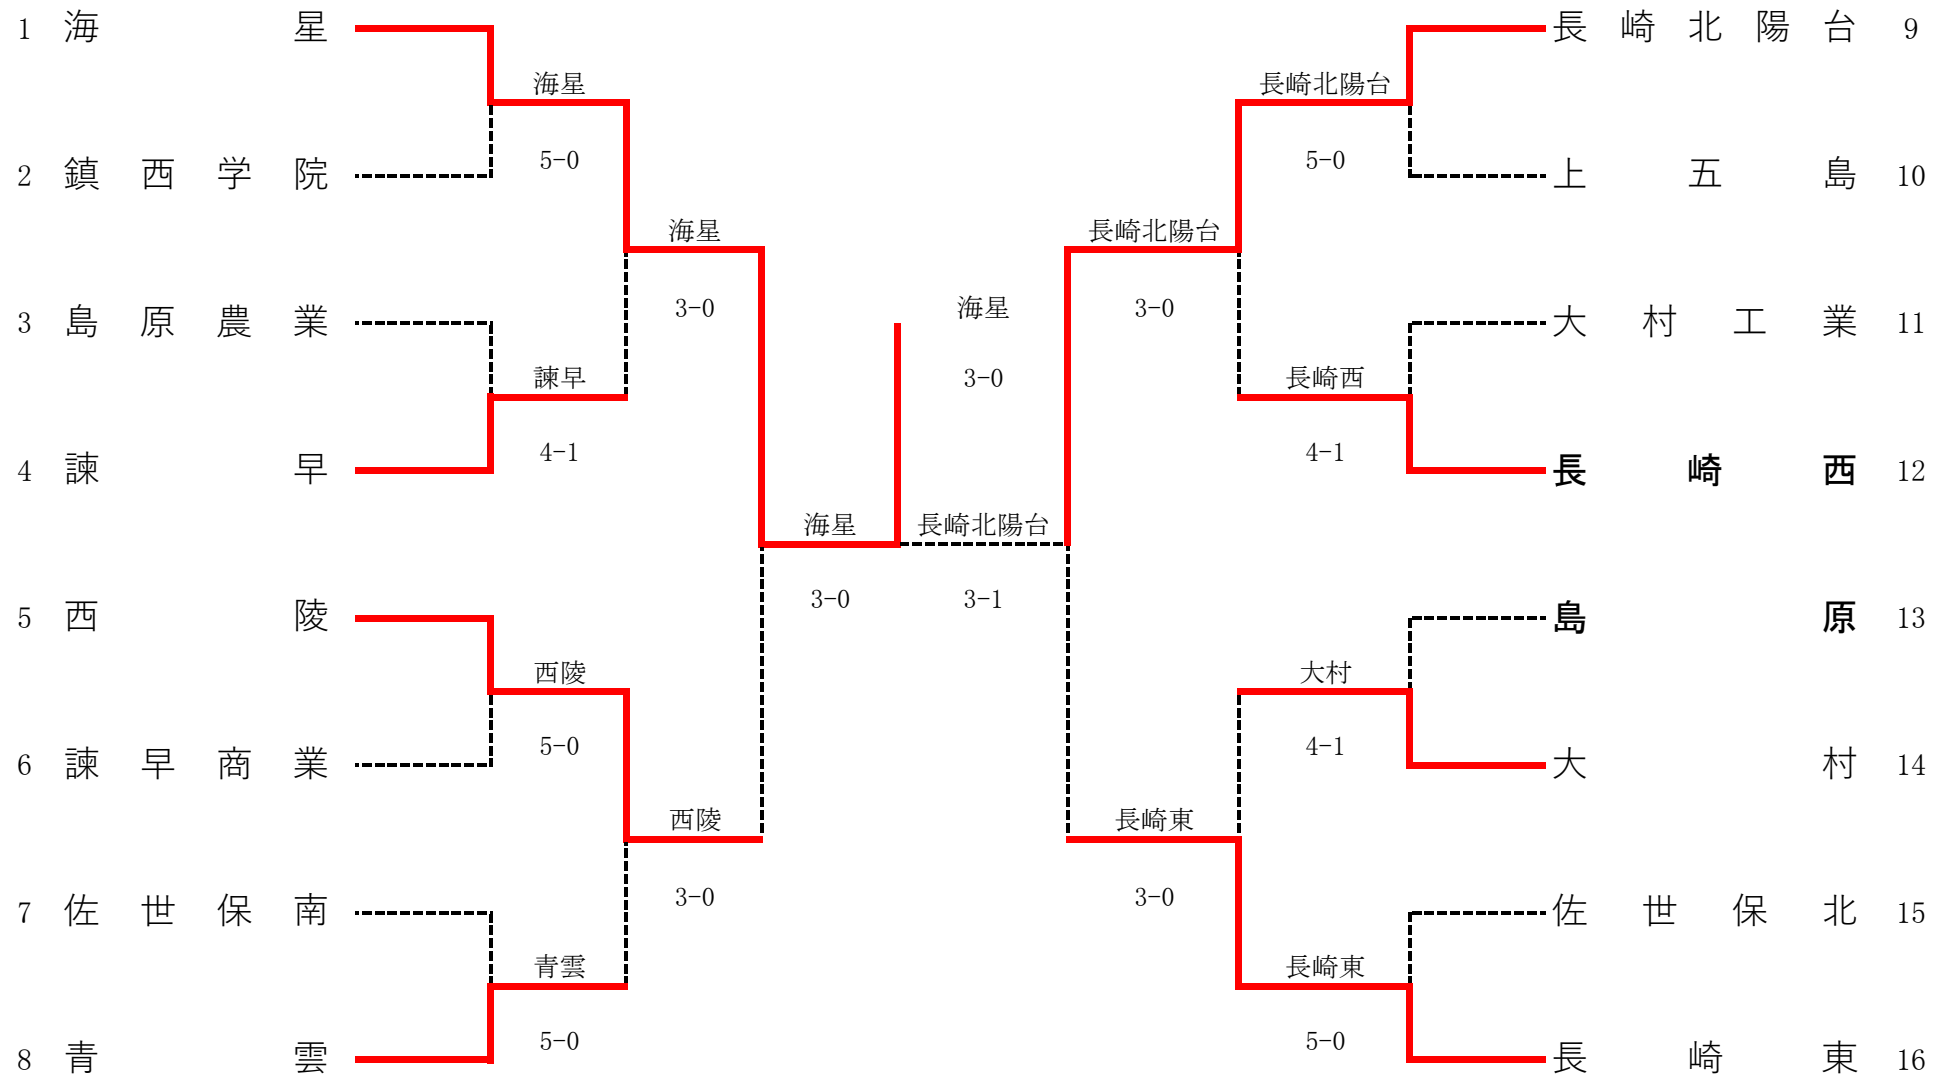 1 海星
長崎北陽台 9
海星
長崎北陽台
5-0
5-0
2 鎮西学院
上五島 10
海星
長崎北陽台
3-0
海星
3-0
3 島原農業
大村工業 11
諫早
3-0
長崎西
4-1
4-1
4 諫早
長崎西 12
海星
長崎北陽台
3-0
3-1
5 西陵
島原 13
西陵
大村
5-0
4-1
6 諫早商業
大村 14
西陵
長崎東
3-0
3-0
7 佐世保南
佐世保北 15
青雲
長崎東
5-0
5-0
8 青雲
長崎東 16